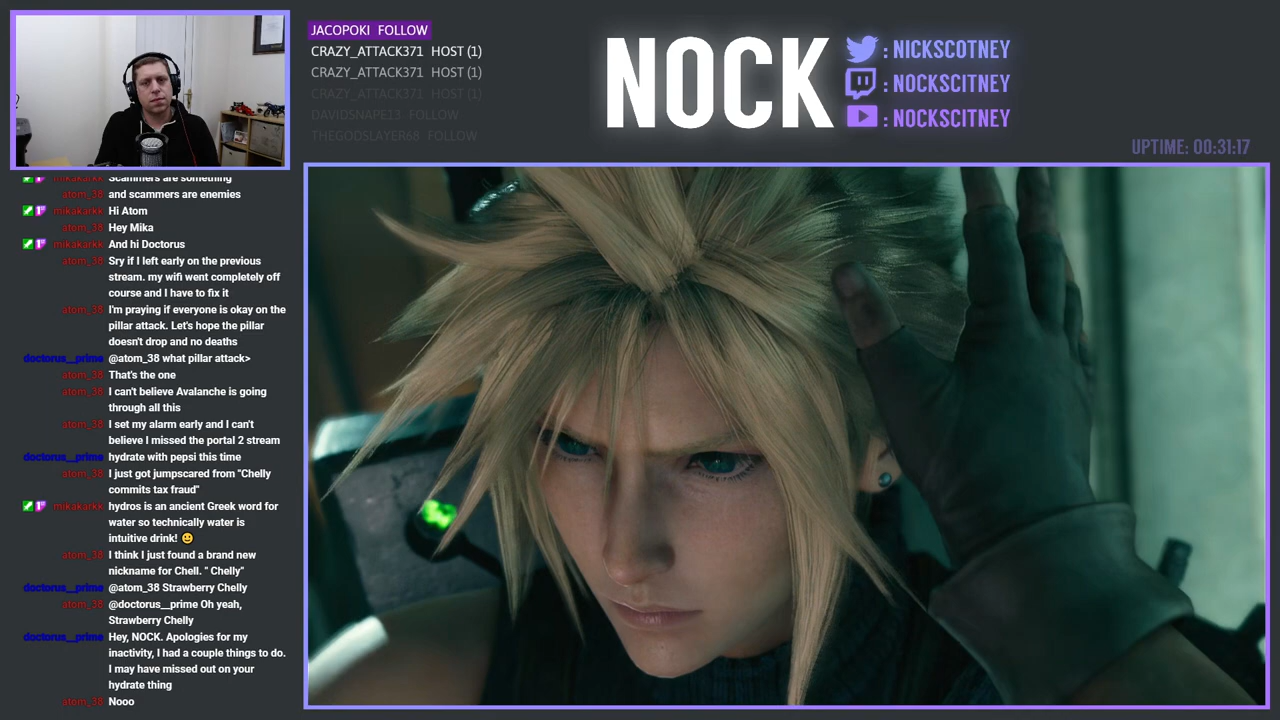 JACOPOKI FOLLOW
CRAZY_ATTACK371 HOST (1)
CRAZY_ATTACK371 HOST (1)
CRAZY_ATTACK371 HOST (1)
DAVIDSNAPE13 FOLLOW
THEGODSLAYER68 FOLLOW
NOCK
: NICKSCOTNEY
: NOCKSCITNEY
: NOCKSCITNEY
UPTIME: 00:31:17
mikakarkk Scammers are something
atom_38 and scammers are enemies
mikakarkk Hi Atom
atom_38 Hey Mika
mikakarkk And hi Doctorus
atom_38 Sry if I left early on the previous
stream. my wifi went completely off
course and I have to fix it
atom_38 I'm praying if everyone is okay on the
pillar attack. Let's hope the pillar
doesn't drop and no deaths
doctorus__prime @atom_38 what pillar attack>
atom_38 That's the one
atom_38 I can't believe Avalanche is going
through all this
atom_38 I set my alarm early and I can't
believe I missed the portal 2 stream
doctorus__prime hydrate with pepsi this time
atom_38 I just got jumpscared from "Chelly
commits tax fraud"
mikakarkk hydros is an ancient Greek word for
water so technically water is
intuitive drink! 🙂
atom_38 I think I just found a brand new
nickname for Chell. " Chelly"
doctorus__prime @atom_38 Strawberry Chelly
atom_38 @doctorus__prime Oh yeah,
Strawberry Chelly
doctorus__prime Hey, NOCK. Apologies for my
inactivity, I had a couple things to do.
I may have missed out on your
hydrate thing
atom_38 Nooo